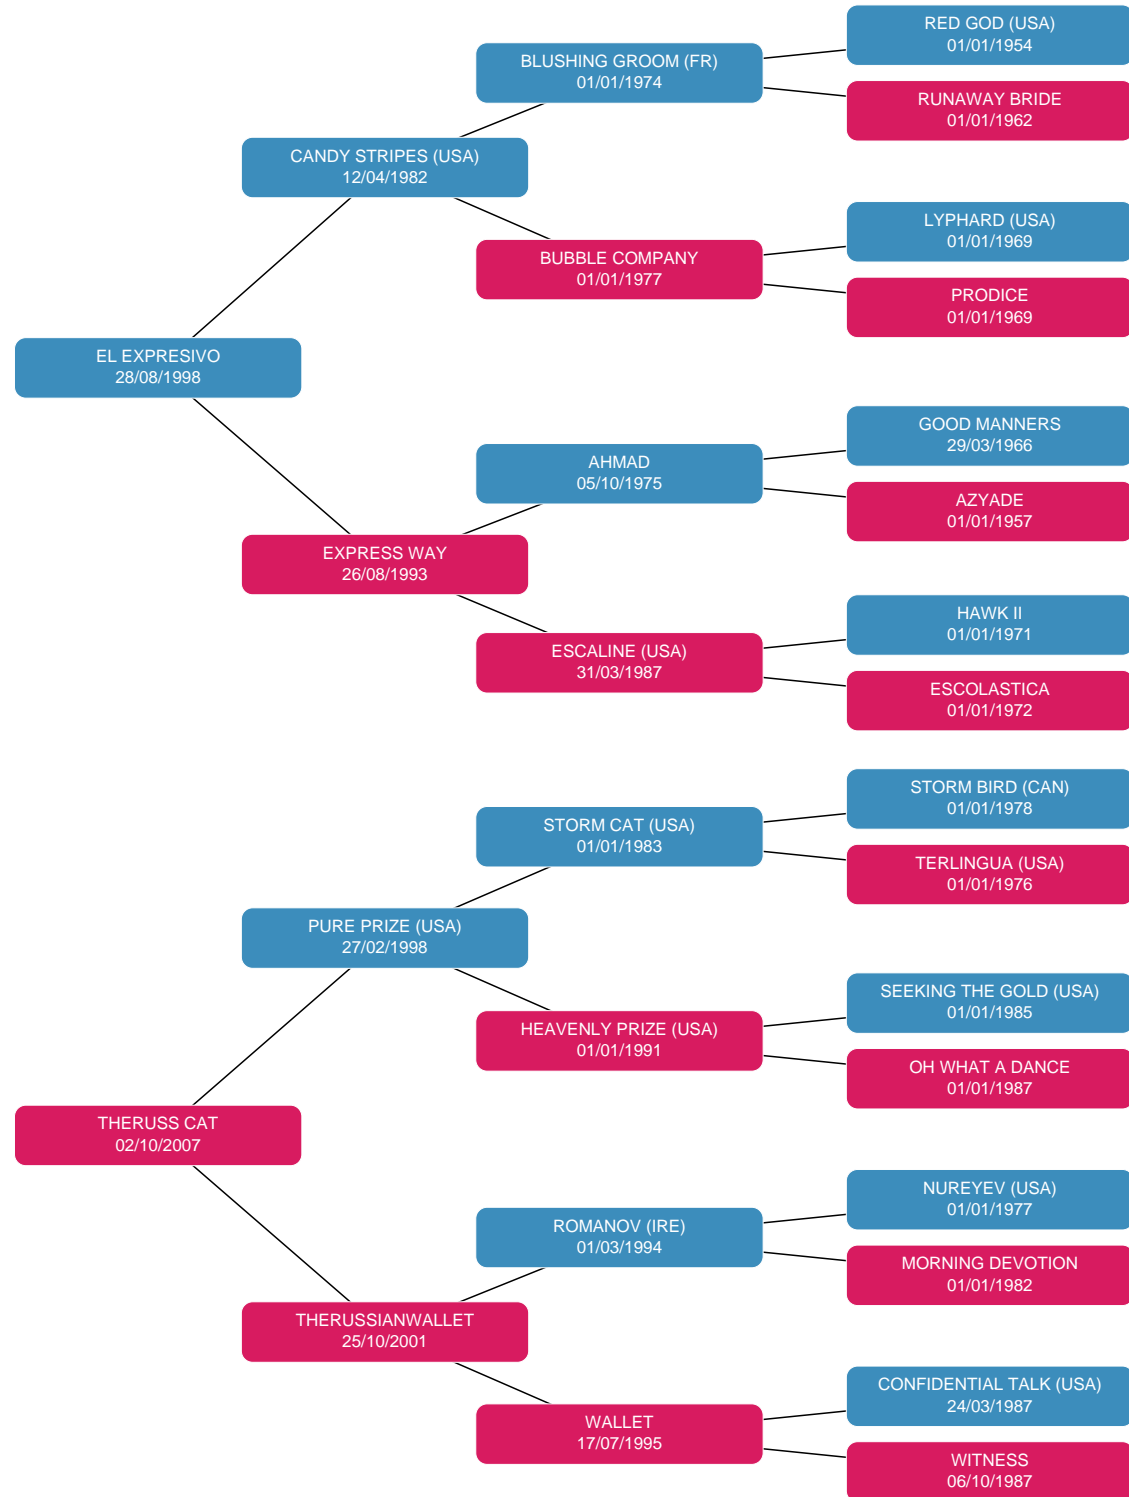 RED GOD (USA)
01/01/1954
BLUSHING GROOM (FR)
01/01/1974
RUNAWAY BRIDE
01/01/1962
CANDY STRIPES (USA)
12/04/1982
LYPHARD (USA)
01/01/1969
BUBBLE COMPANY
01/01/1977
PRODICE
01/01/1969
EL EXPRESIVO
28/08/1998
GOOD MANNERS
29/03/1966
AHMAD
05/10/1975
AZYADE
01/01/1957
EXPRESS WAY
26/08/1993
HAWK II
01/01/1971
ESCALINE (USA)
31/03/1987
ESCOLASTICA
01/01/1972
STORM BIRD (CAN)
01/01/1978
STORM CAT (USA)
01/01/1983
TERLINGUA (USA)
01/01/1976
PURE PRIZE (USA)
27/02/1998
SEEKING THE GOLD (USA)
01/01/1985
HEAVENLY PRIZE (USA)
01/01/1991
OH WHAT A DANCE
01/01/1987
THERUSS CAT
02/10/2007
NUREYEV (USA)
01/01/1977
ROMANOV (IRE)
01/03/1994
MORNING DEVOTION
01/01/1982
THERUSSIANWALLET
25/10/2001
CONFIDENTIAL TALK (USA)
24/03/1987
WALLET
17/07/1995
WITNESS
06/10/1987